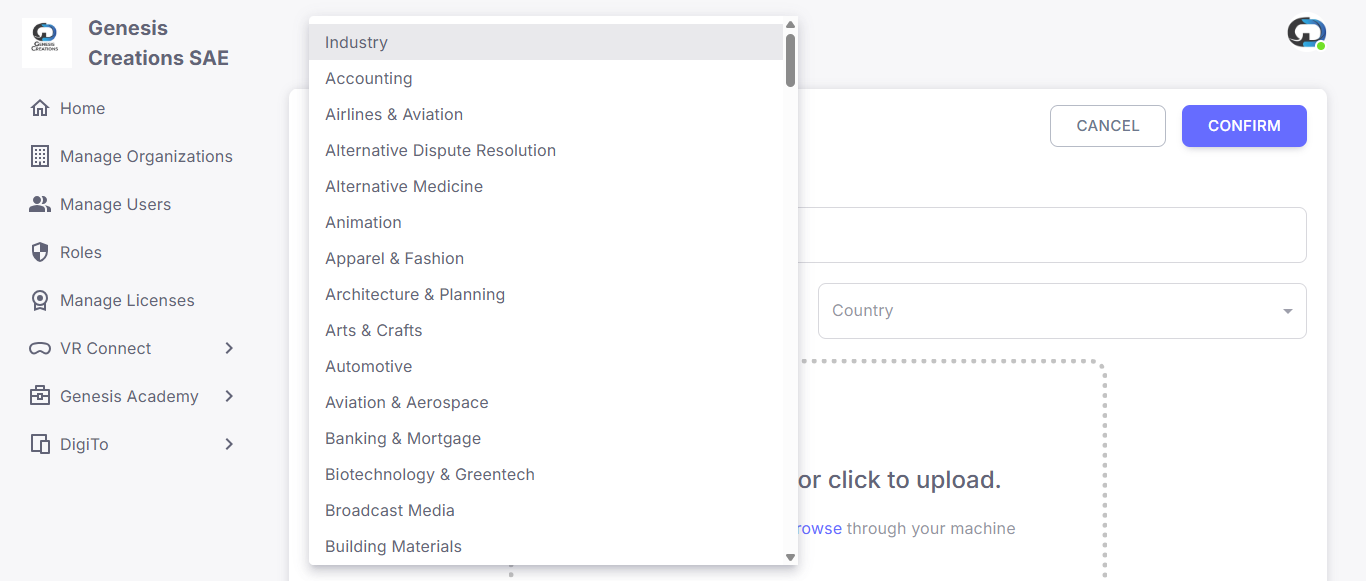 GENESIS
CREATIONS
Genesis
Creations SAE
Home
Manage Organizations
Manage Users
Roles
Manage Licenses
VR Connect
Genesis Academy
DigiTo
Industry
Accounting
Airlines & Aviation
Alternative Dispute Resolution
Alternative Medicine
Animation
Apparel & Fashion
Architecture & Planning
Arts & Crafts
Automotive
Aviation & Aerospace
Banking & Mortgage
Biotechnology & Greentech
Broadcast Media
Building Materials
CANCEL
CONFIRM
Country
or click to upload.
rowse through your machine